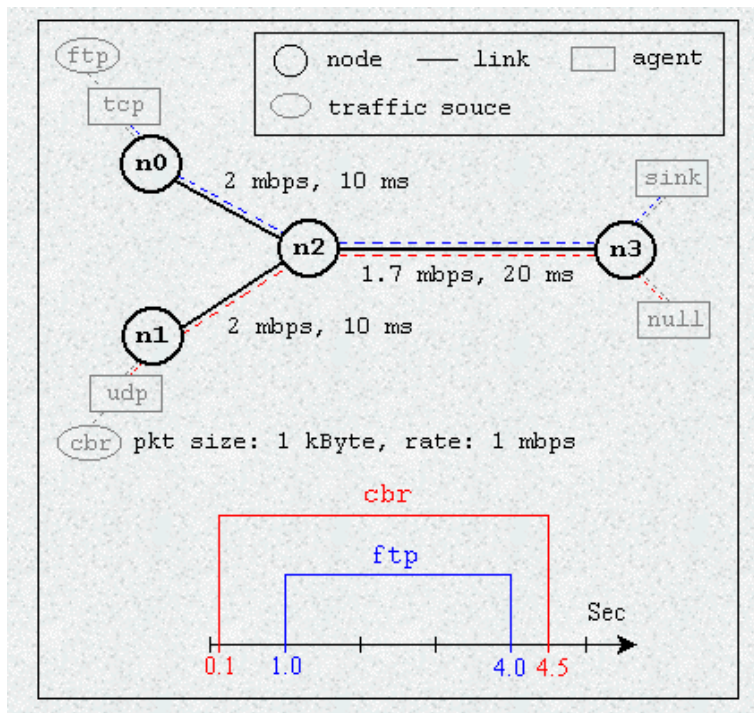 ftp
node link agent
tcp
traffic souce
n0
2 mbps, 10 ms
sink
n2
n3
1.7 mbps, 20 ms
n1
2 mbps, 10 ms
null
udp
cbr pkt size: 1 kByte, rate: 1 mbps
cbr
ftp
Sec
0.1 1.0 4.0 4.5